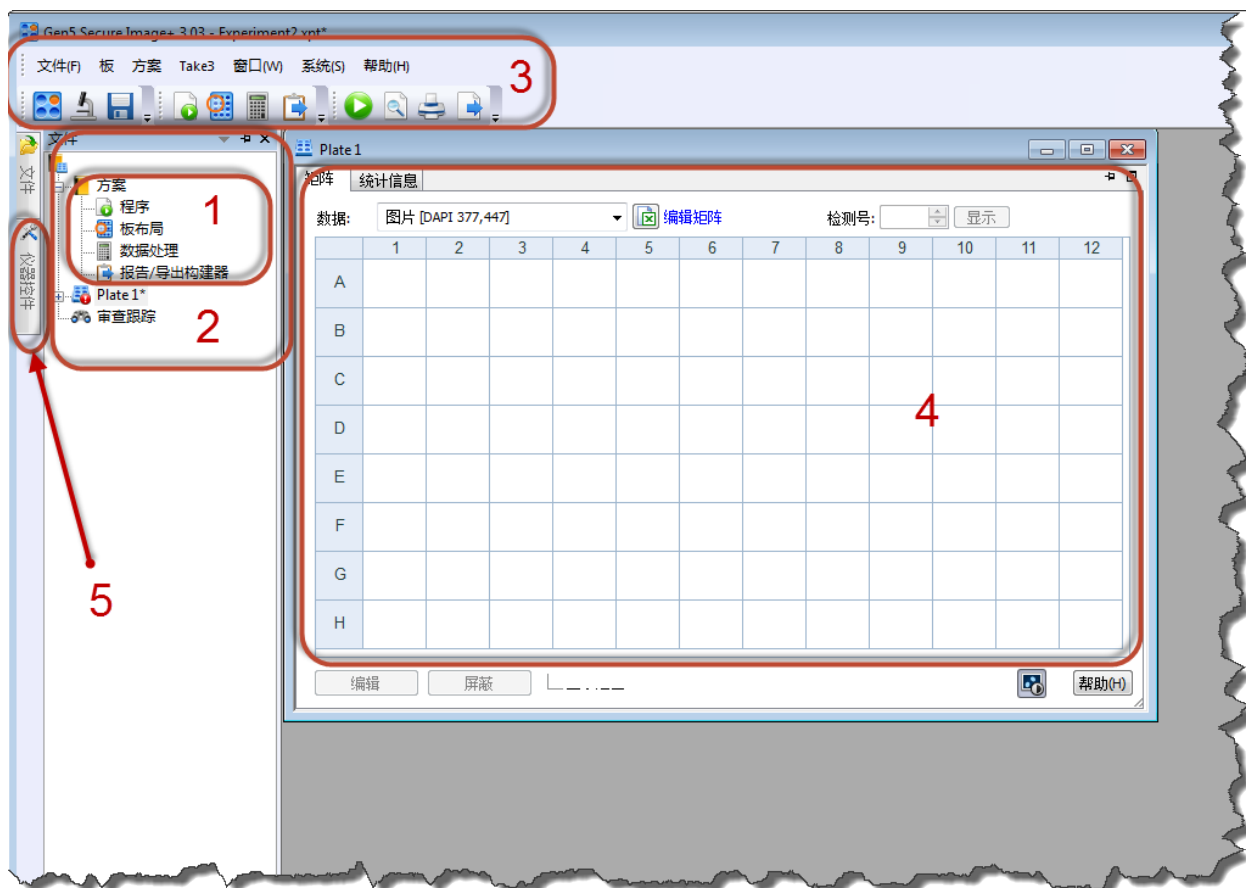 Gen5 Secure Image+ 3.03 - Experiment2.xpt*
文件(F) 板 方案 Take3 窗口(W) 系统(S) 帮助(H)
3
文件
文件
仪器控件
方案
程序
板布局
数据处理
报告/导出构建器
Plate 1*
审查跟踪
1
2
5
Plate 1
矩阵 统计信息
数据: 图片 [DAPI 377,447] 编辑矩阵 检测号: 显示
1 2 3 4 5 6 7 8 9 10 11 12
A
B
C
D
E
F
G
H
4
编辑 屏蔽 帮助(H)